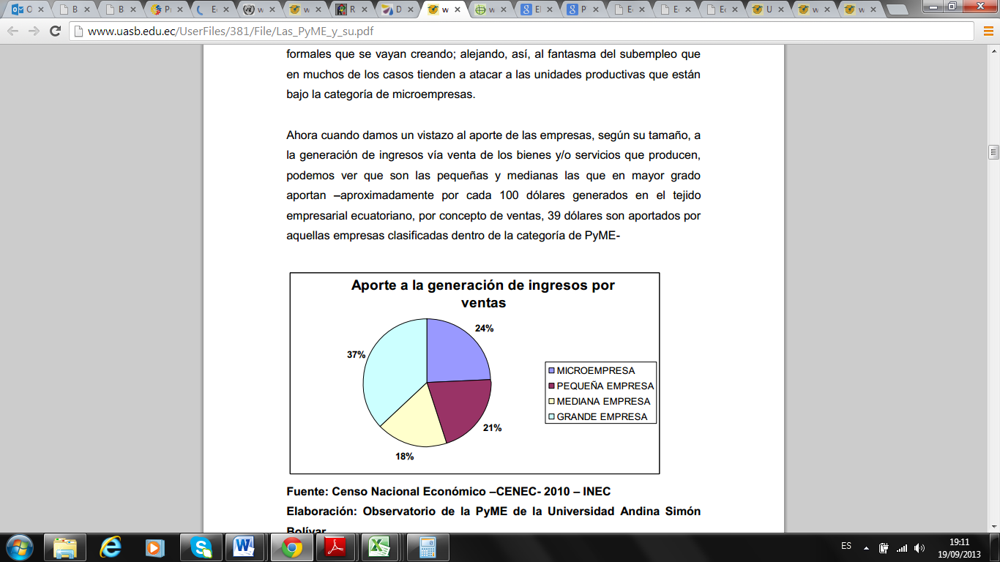 O
B
B
P
E
w
w
R
D
w
w
El
P
E
E
E
U
w
w
www.uasb.edu.ec/UserFiles/381/File/Las_PyME_y_su.pdf
formales que se vayan creando; alejando, así, al fantasma del subempleo que
en muchos de los casos tienden a atacar a las unidades productivas que están
bajo la categoría de microempresas.
Ahora cuando damos un vistazo al aporte de las empresas, según su tamaño, a
la generación de ingresos vía venta de los bienes y/o servicios que producen,
podemos ver que son las pequeñas y medianas las que en mayor grado
aportan –aproximadamente por cada 100 dólares generados en el tejido
empresarial ecuatoriano, por concepto de ventas, 39 dólares son aportados por
aquellas empresas clasificadas dentro de la categoría de PyME-
Aporte a la generación de ingresos por
ventas
24%
37%
21%
18%
MICROEMPRESA
PEQUEÑA EMPRESA
MEDIANA EMPRESA
GRANDE EMPRESA
Fuente: Censo Nacional Económico –CENEC- 2010 – INEC
Elaboración: Observatorio de la PyME de la Universidad Andina Simón
Bolívar
ES
19:11
19/09/2013